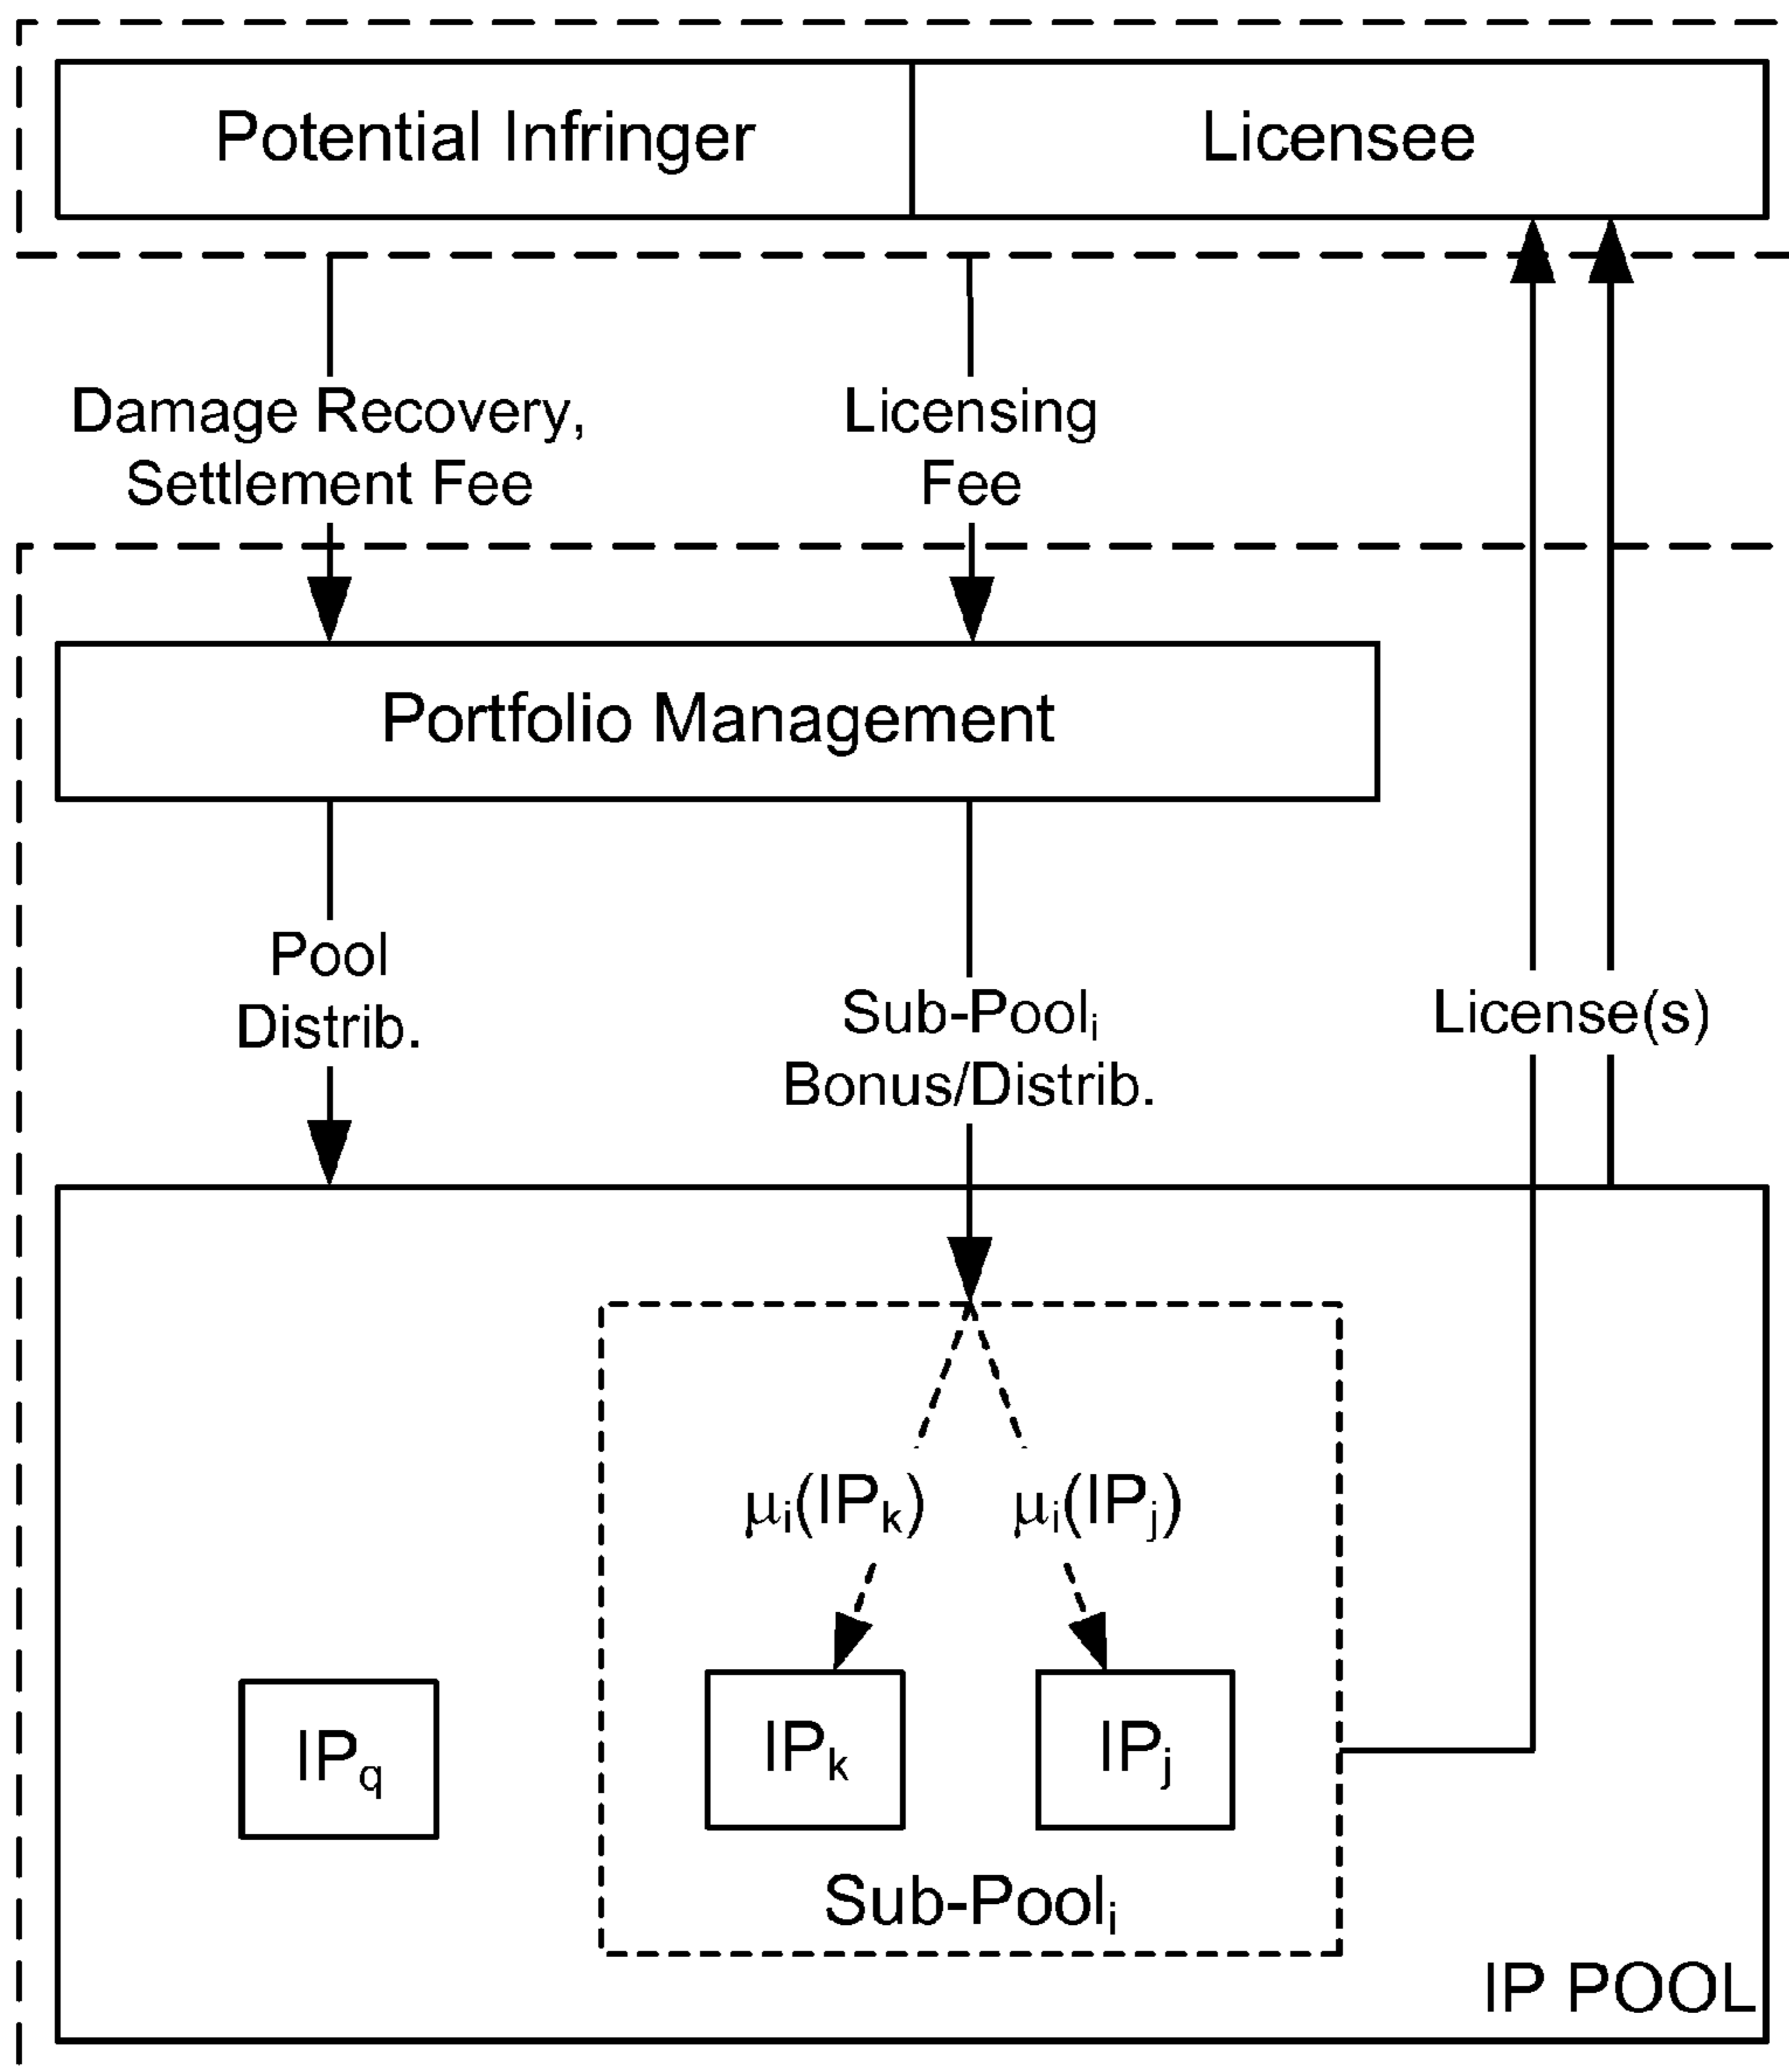 Potential Infringer
Licensee
Damage Recovery,
Settlement Fee
Licensing
Fee
Portfolio Management
Pool
Distrib.
Sub-Poolᵢ
Bonus/Distrib.
License(s)
μᵢ(IPₖ)
μᵢ(IPⱼ)
IPq
IPₖ
IPⱼ
Sub-Poolᵢ
IP POOL